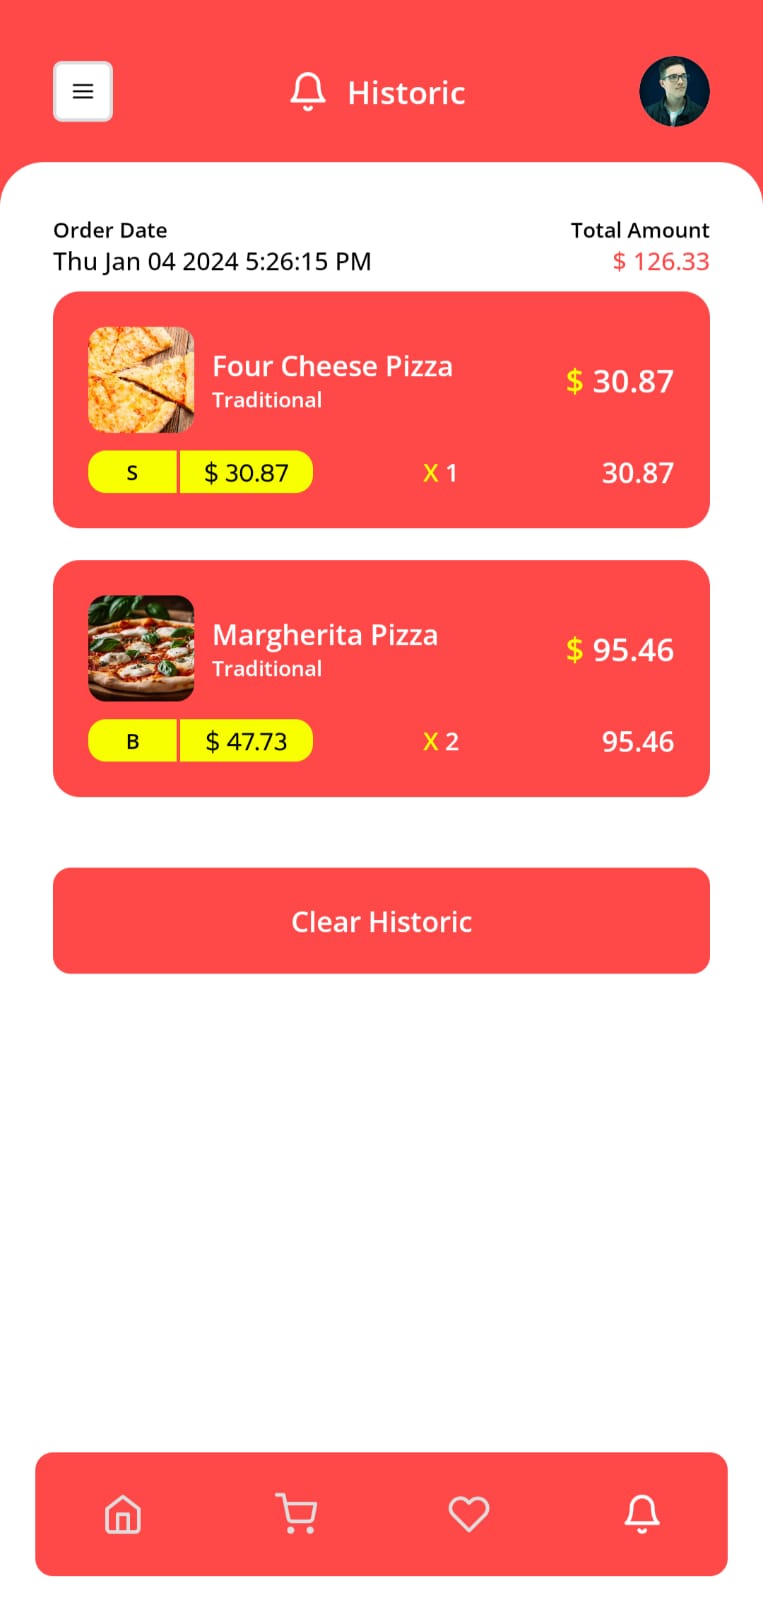 Historic
Order Date Total Amount
Thu Jan 04 2024 5:26:15 PM $ 126.33
Four Cheese Pizza
Traditional
$ 30.87
S $ 30.87 X 1 30.87
Margherita Pizza
Traditional
$ 95.46
B $ 47.73 X 2 95.46
Clear Historic